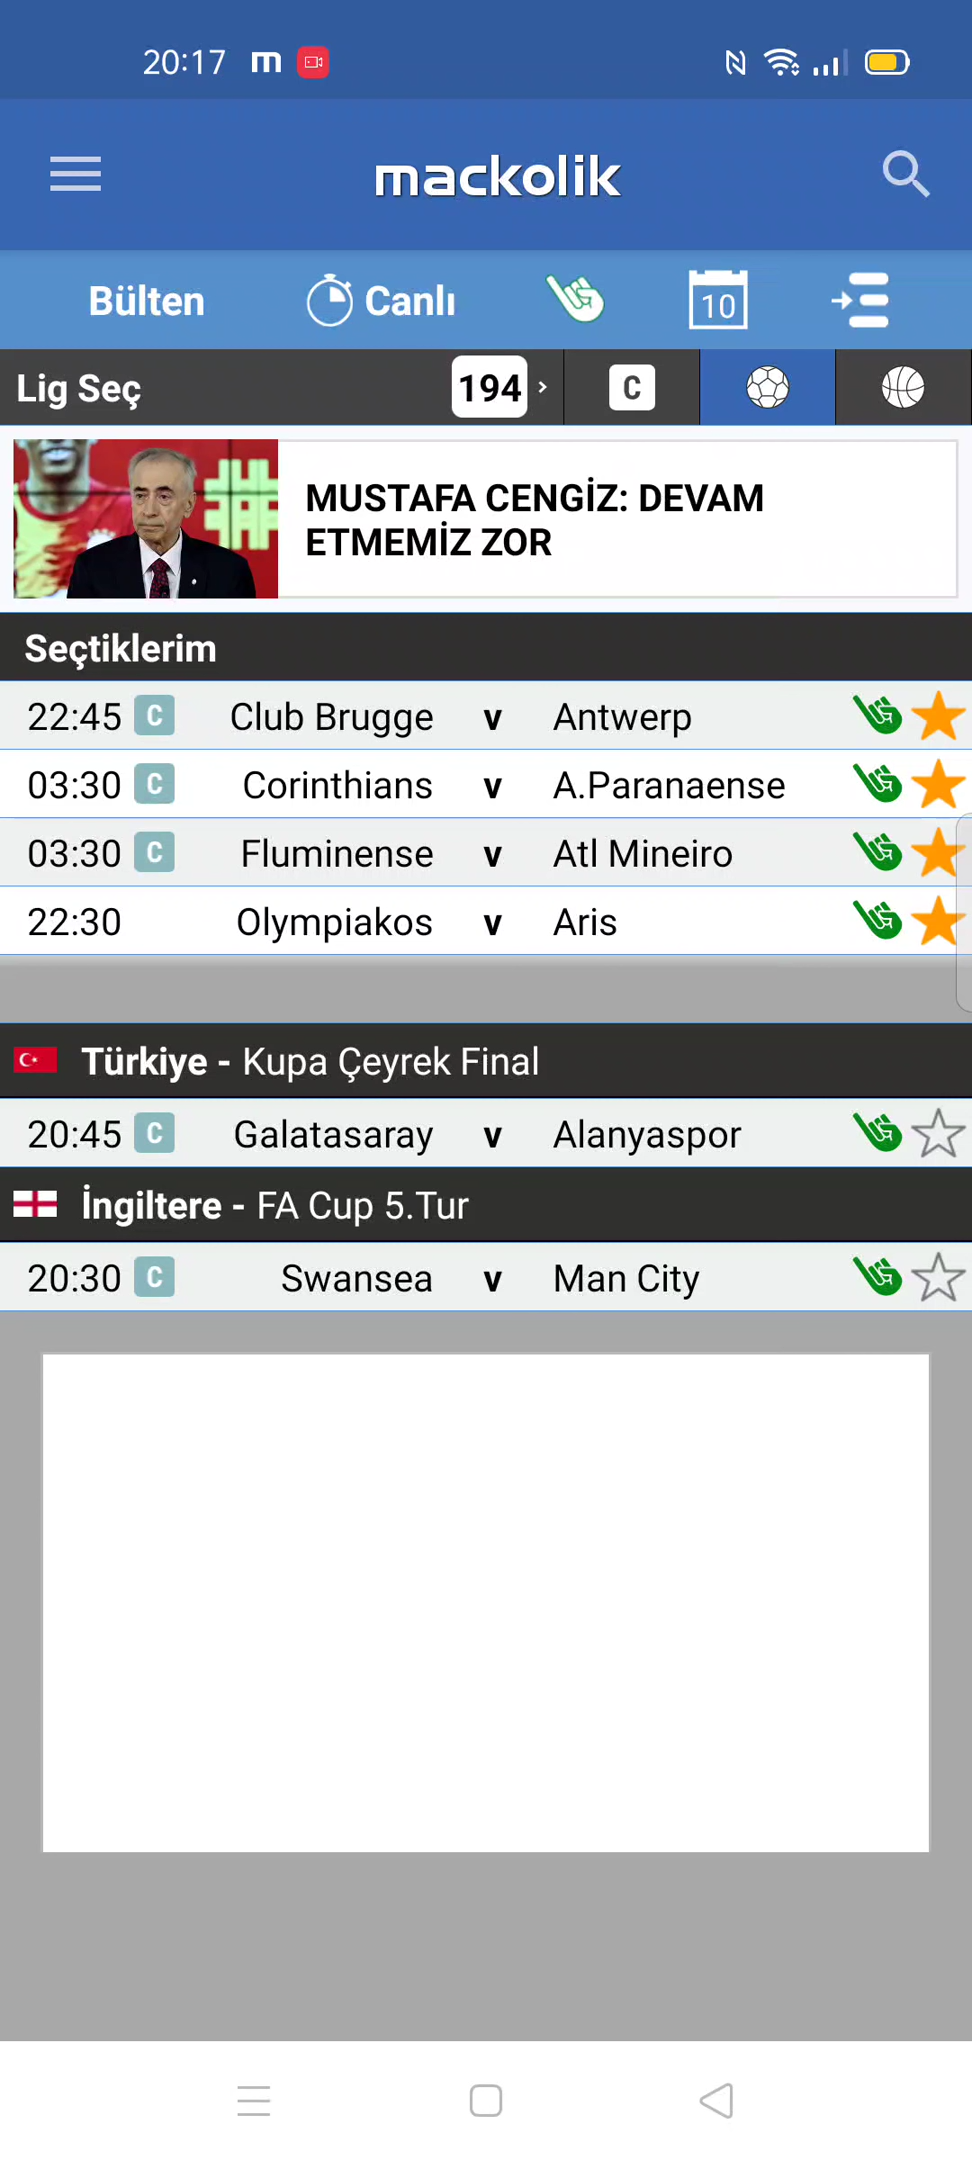 20:17 m
mackolik
Bülten Canlı 10
Lig Seç 194 > C
MUSTAFA CENGİZ: DEVAM
ETMEMİZ ZOR
Seçtiklerim
22:45 C Club Brugge v Antwerp
03:30 C Corinthians v A.Paranaense
03:30 C Fluminense v Atl Mineiro
22:30 Olympiakos v Aris
Türkiye - Kupa Çeyrek Final
20:45 C Galatasaray v Alanyaspor
İngiltere - FA Cup 5.Tur
20:30 C Swansea v Man City